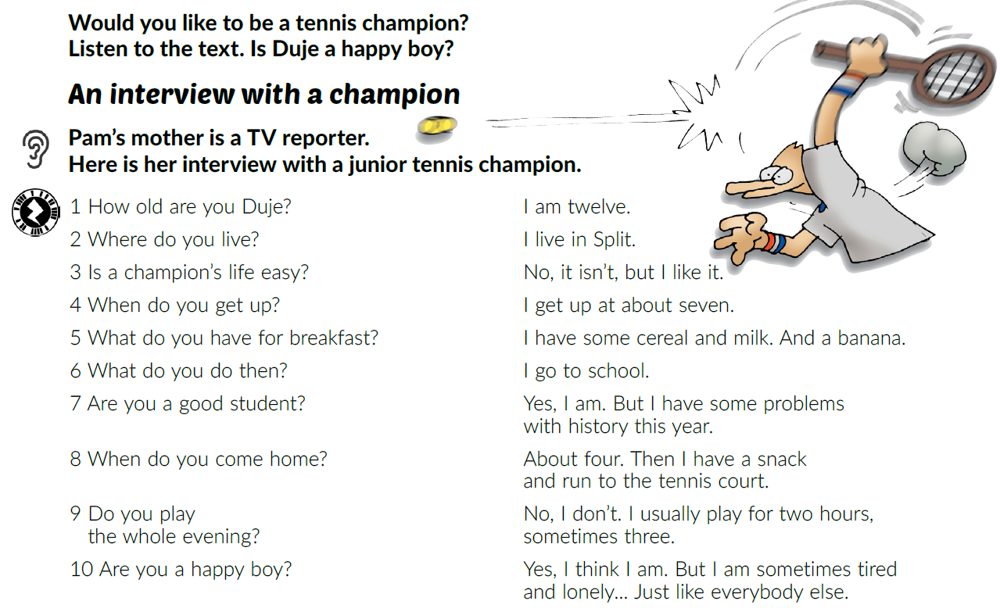 Would you like to be a tennis champion?
Listen to the text. Is Duje a happy boy?
An interview with a champion
Pam's mother is a TV reporter.
Here is her interview with a junior tennis champion.
1 How old are you Duje? I am twelve.
2 Where do you live? I live in Split.
3 Is a champion's life easy? No, it isn't, but I like it.
4 When do you get up? I get up at about seven.
5 What do you have for breakfast? I have some cereal and milk. And a banana.
6 What do you do then? I go to school.
7 Are you a good student? Yes, I am. But I have some problems
with history this year.
8 When do you come home? About four. Then I have a snack
and run to the tennis court.
9 Do you play No, I don't. I usually play for two hours,
the whole evening? sometimes three.
10 Are you a happy boy? Yes, I think I am. But I am sometimes tired
and lonely... Just like everybody else.